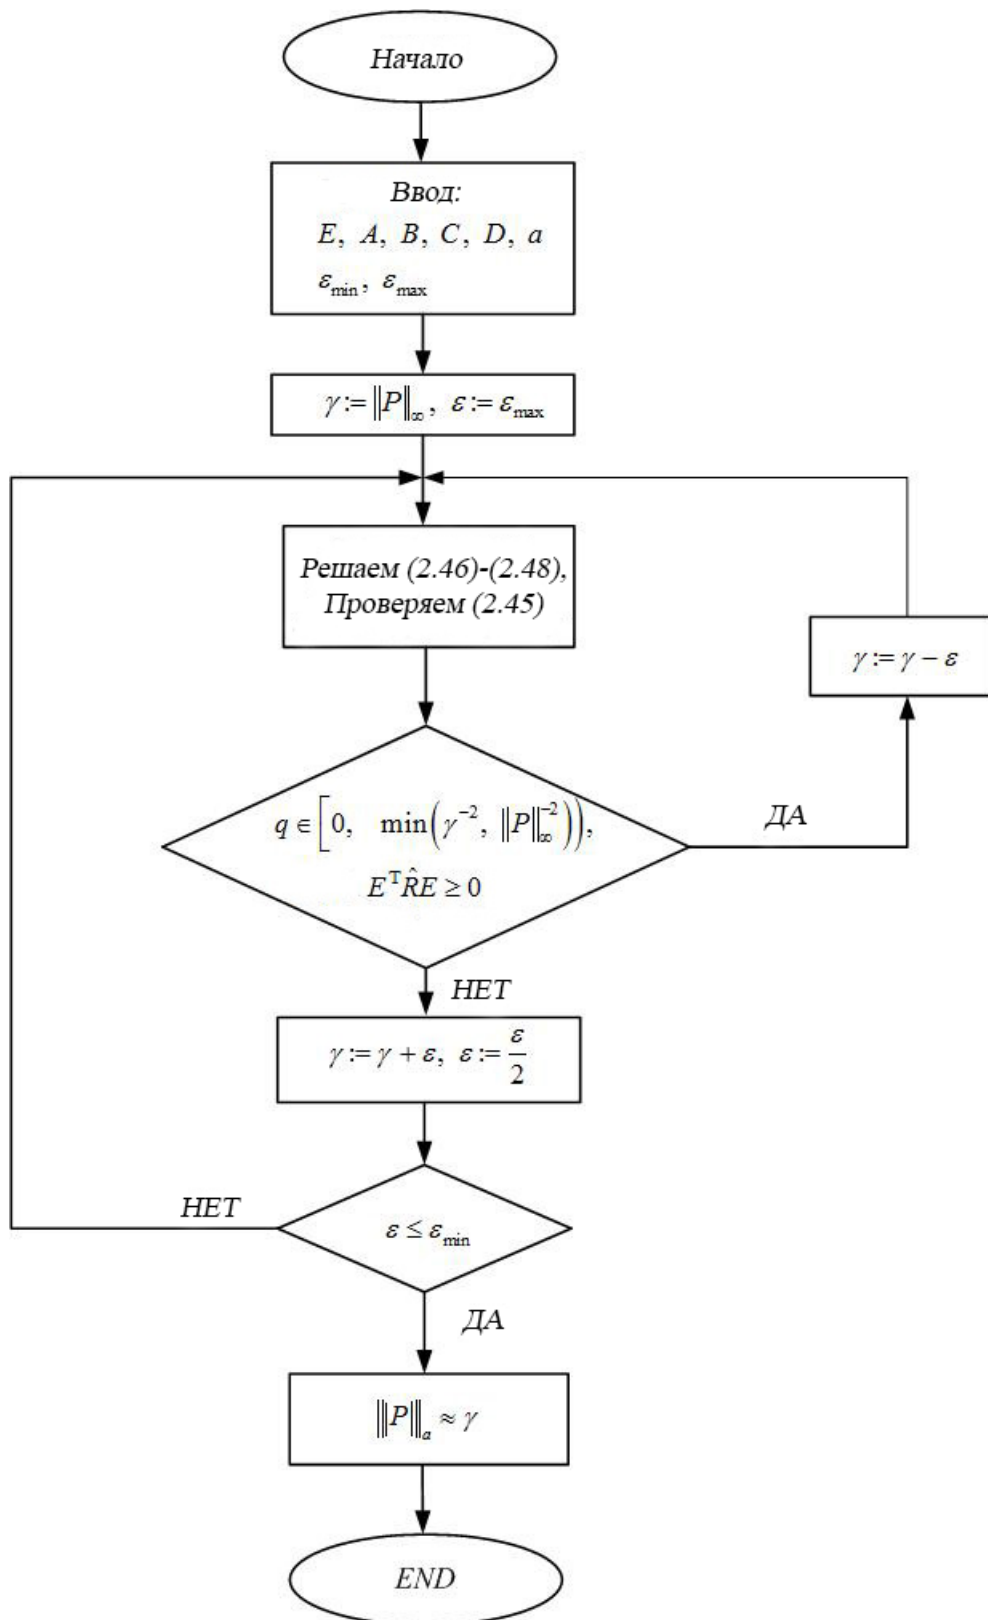 Начало
Ввод:
E, A, B, C, D, a
ε_min, ε_max
γ := ‖P‖_∞, ε := ε_max
Решаем (2.46)-(2.48),
Проверяем (2.45)
γ := γ − ε
q ∈ [0, min(γ⁻², ‖P‖_∞⁻²)),
EᵀR̂E ≥ 0
ДА
НЕТ
γ := γ + ε, ε := ε/2
НЕТ
ε ≤ ε_min
ДА
⦀P⦀_a ≈ γ
END